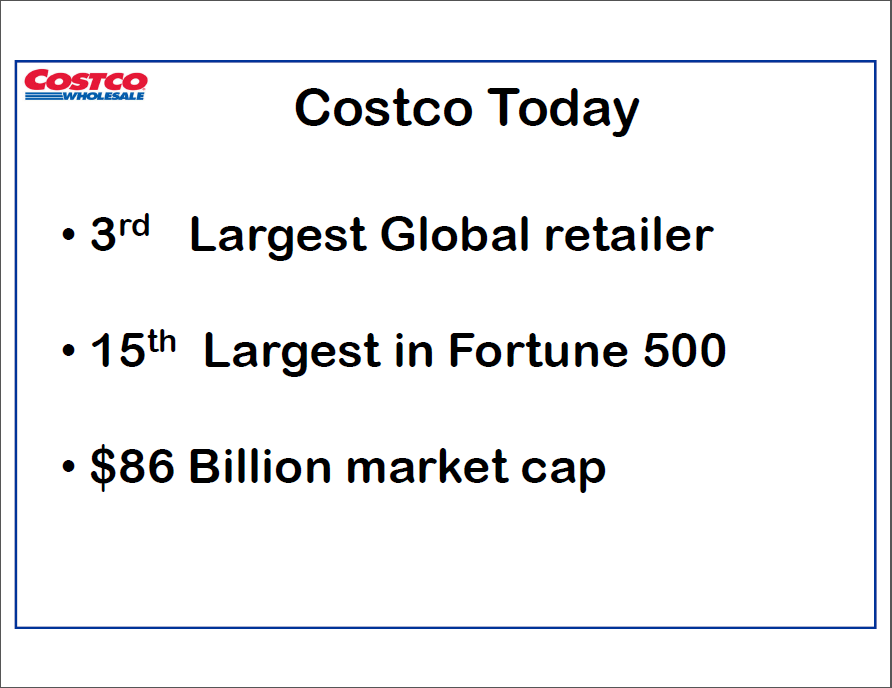 COSTCO
WHOLESALE
Costco Today
• 3rd Largest Global retailer
• 15th Largest in Fortune 500
• $86 Billion market cap